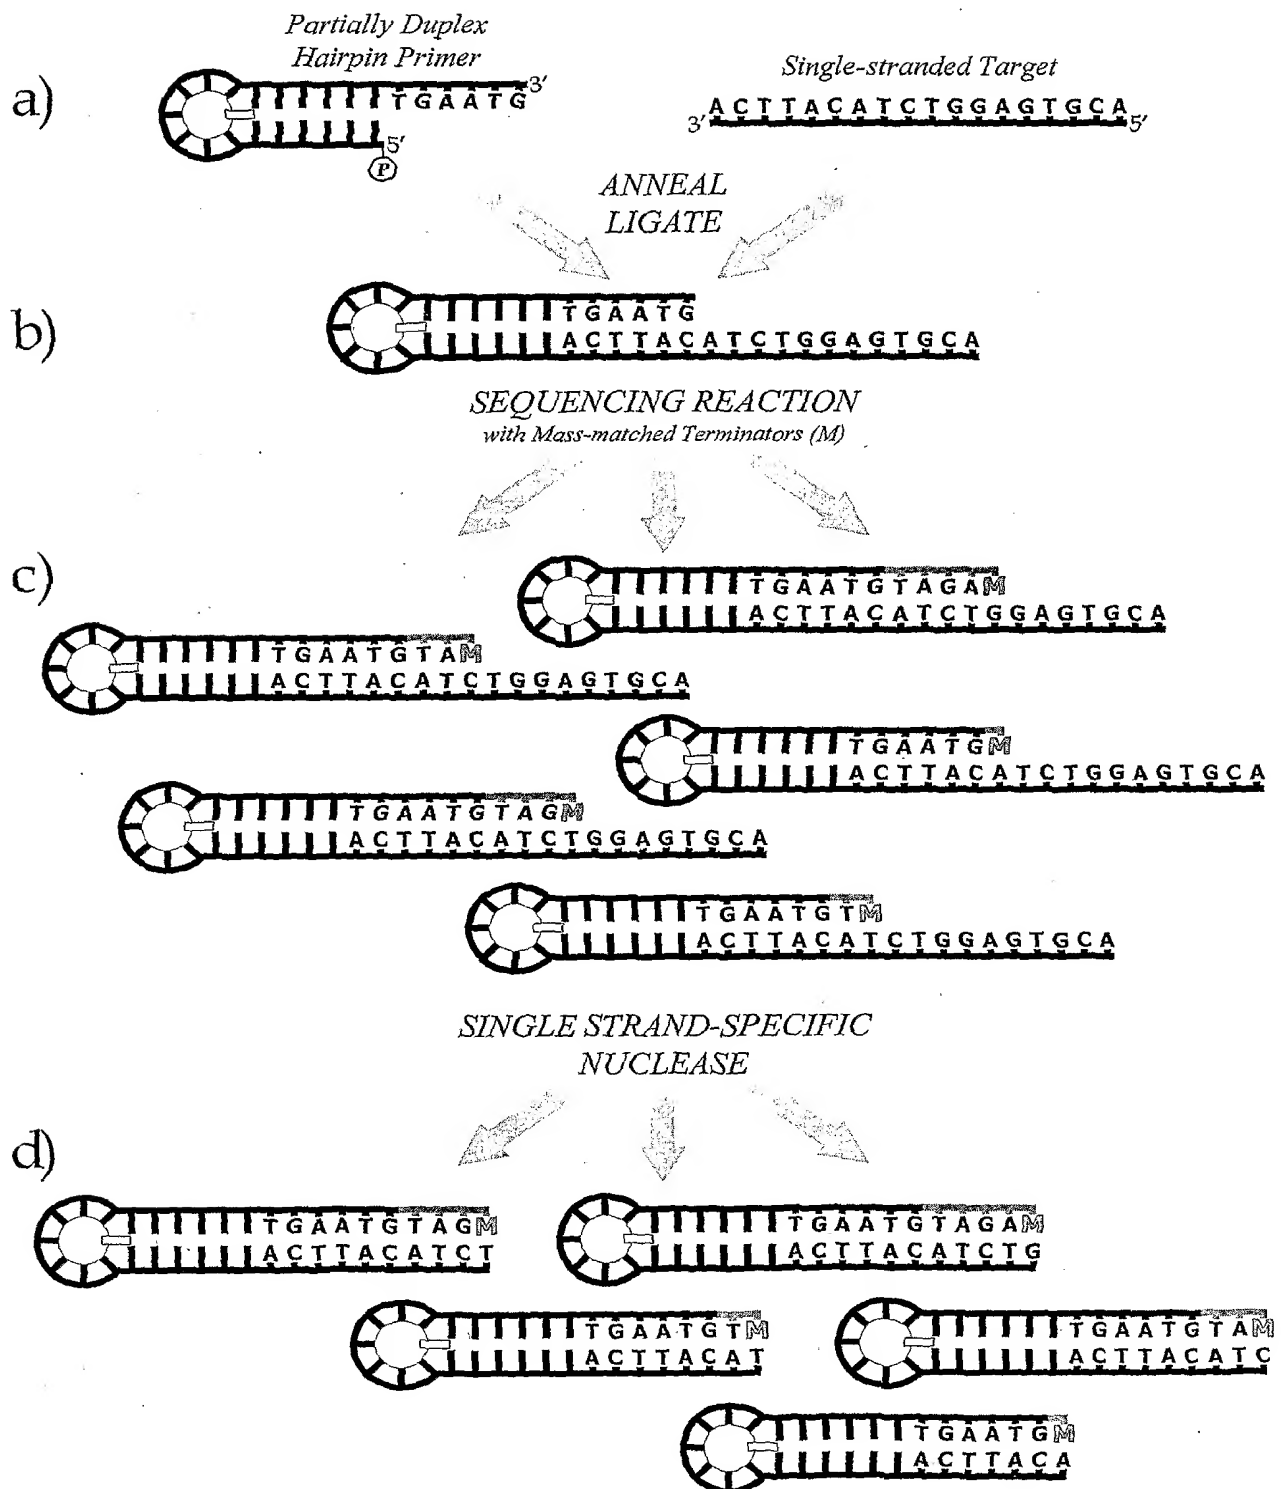 a)
Partially Duplex
Hairpin Primer
3'
TGAATG
5'
P
Single-stranded Target
ACTTACATCTGGAGTGCA
3'
5'
ANNEAL
LIGATE
b)
TGAATG
ACTTACATCTGGAGTGCA
SEQUENCING REACTION
with Mass-matched Terminators (M)
c)
TGAATGTAGAM
ACTTACATCTGGAGTGCA
TGAATGTAM
ACTTACATCTGGAGTGCA
TGAATGM
ACTTACATCTGGAGTGCA
TGAATGTAGM
ACTTACATCTGGAGTGCA
TGAATGTM
ACTTACATCTGGAGTGCA
SINGLE STRAND-SPECIFIC
NUCLEASE
d)
TGAATGTAGM
ACTTACATCT
TGAATGTAGAM
ACTTACATCTG
TGAATGTM
ACTTACAT
TGAATGTAM
ACTTACATC
TGAATGM
ACTTACA